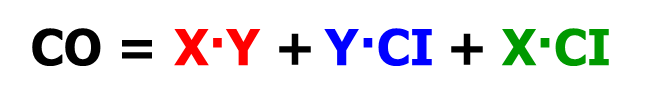 CO = X·Y + Y·CI + X·CI